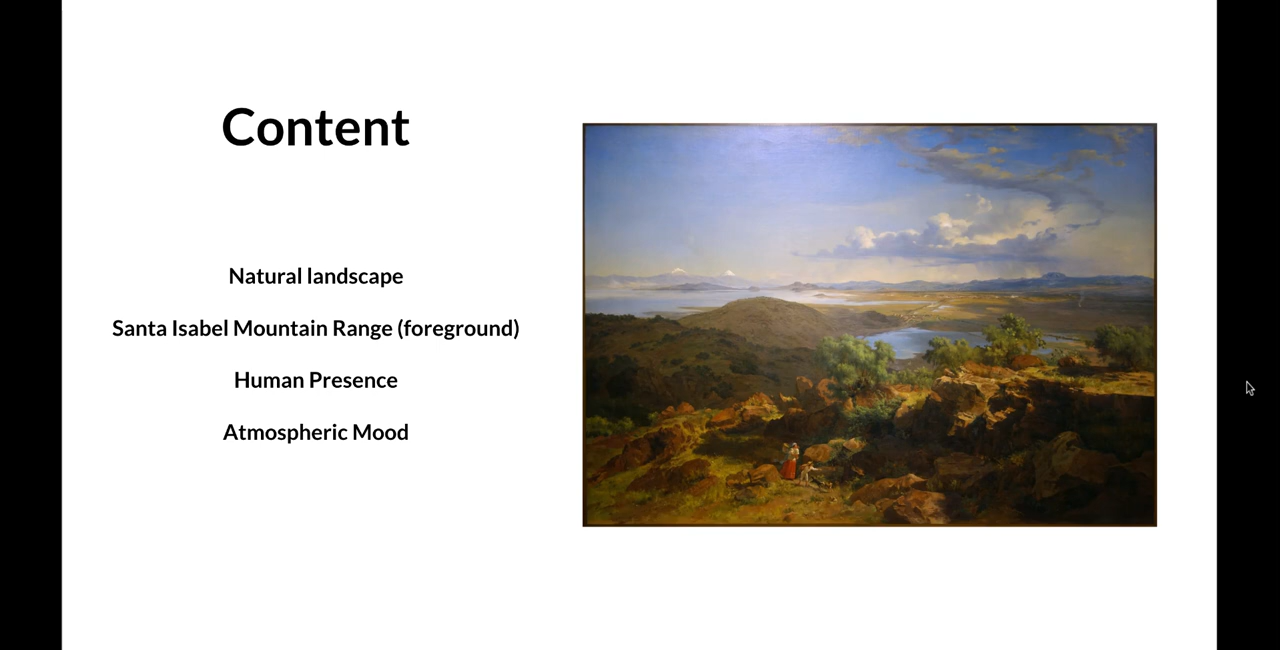 Content
Natural landscape
Santa Isabel Mountain Range (foreground)
Human Presence
Atmospheric Mood